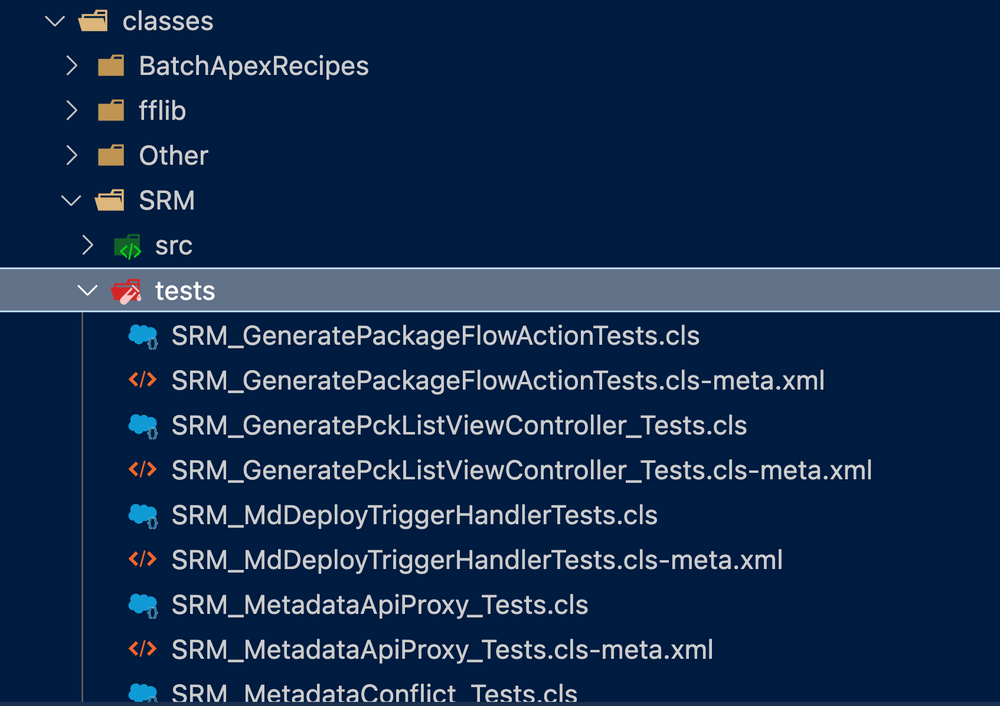 classes
BatchApexRecipes
fflib
Other
SRM
src
tests
SRM_GeneratePackageFlowActionTests.cls
SRM_GeneratePackageFlowActionTests.cls-meta.xml
SRM_GeneratePckListViewController_Tests.cls
SRM_GeneratePckListViewController_Tests.cls-meta.xml
SRM_MdDeployTriggerHandlerTests.cls
SRM_MdDeployTriggerHandlerTests.cls-meta.xml
SRM_MetadataApiProxy_Tests.cls
SRM_MetadataApiProxy_Tests.cls-meta.xml
SRM_MetadataConflict_Tests.cls